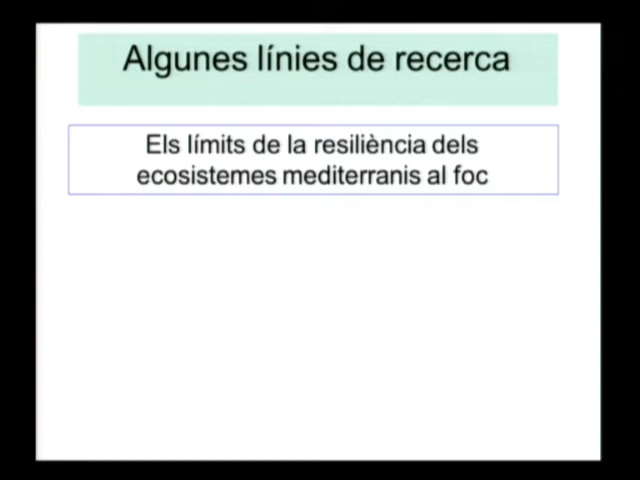 Algunes línies de recerca
Els límits de la resiliència dels
ecosistemes mediterranis al foc